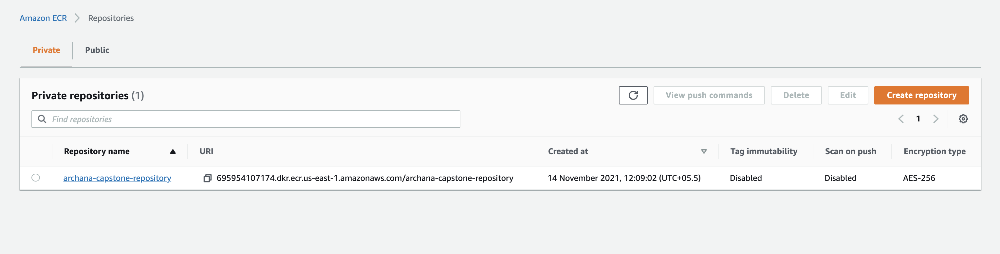 Amazon ECR Repositories
Private Public
Private repositories (1) View push commands Delete Edit Create repository
Find repositories 1
Repository name URI Created at Tag immutability Scan on push Encryption type
archana-capstone-repository 695954107174.dkr.ecr.us-east-1.amazonaws.com/archana-capstone-repository 14 November 2021, 12:09:02 (UTC+05.5) Disabled Disabled AES-256